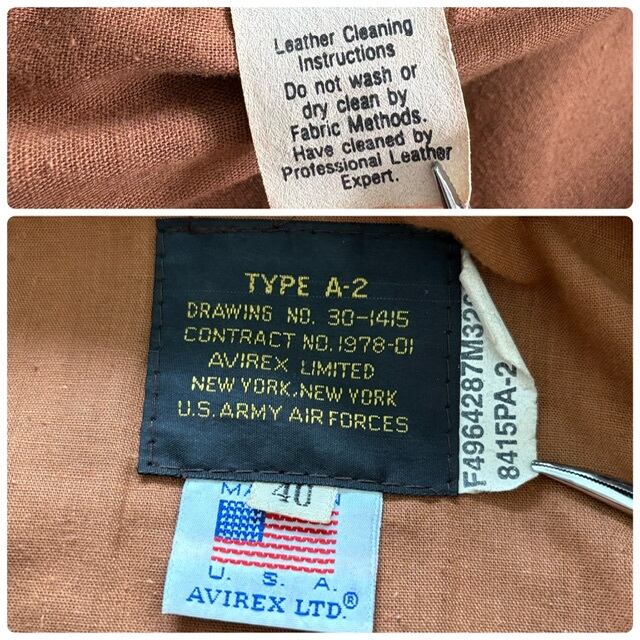 Leather Cleaning
Instructions
Do not wash or
dry clean by
Fabric Methods.
Have cleaned by
Professional Leather
Expert.
TYPE A-2
DRAWING NO. 30-1415
CONTRACT NO. 1978-01
AVIREX LIMITED
NEW YORK, NEW YORK
U.S. ARMY AIR FORCES
F4964287M32
8415PA-2
40
U. S. A.
AVIREX LTD.®